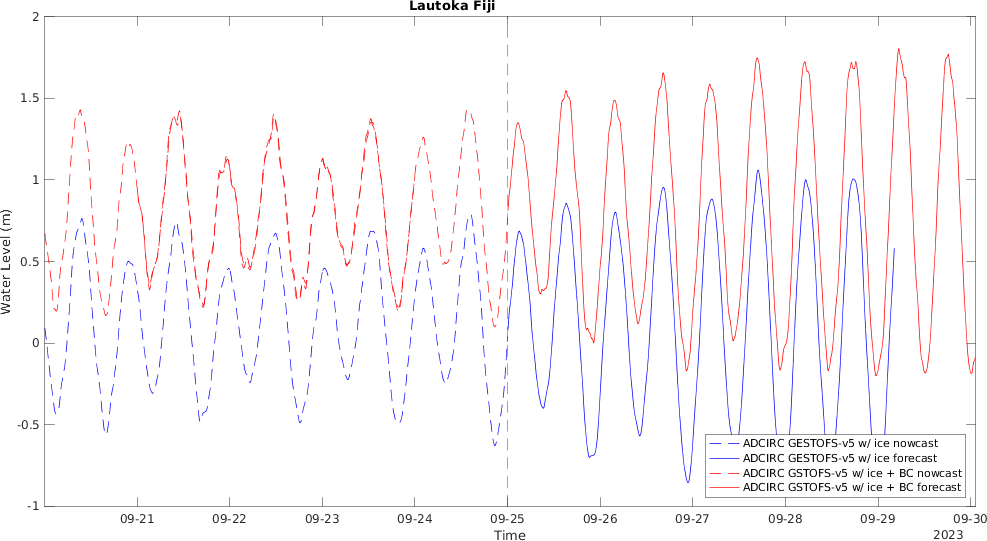 Lautoka Fiji
2
1.5
1
0.5
0
-0.5
-1
Water Level (m)
ADCIRC GESTOFS-v5 w/ ice nowcast
ADCIRC GESTOFS-v5 w/ ice forecast
ADCIRC GSTOFS-v5 w/ ice + BC nowcast
ADCIRC GSTOFS-v5 w/ ice + BC forecast
09-21 09-22 09-23 09-24 09-25 09-26 09-27 09-28 09-29 09-30
Time
2023